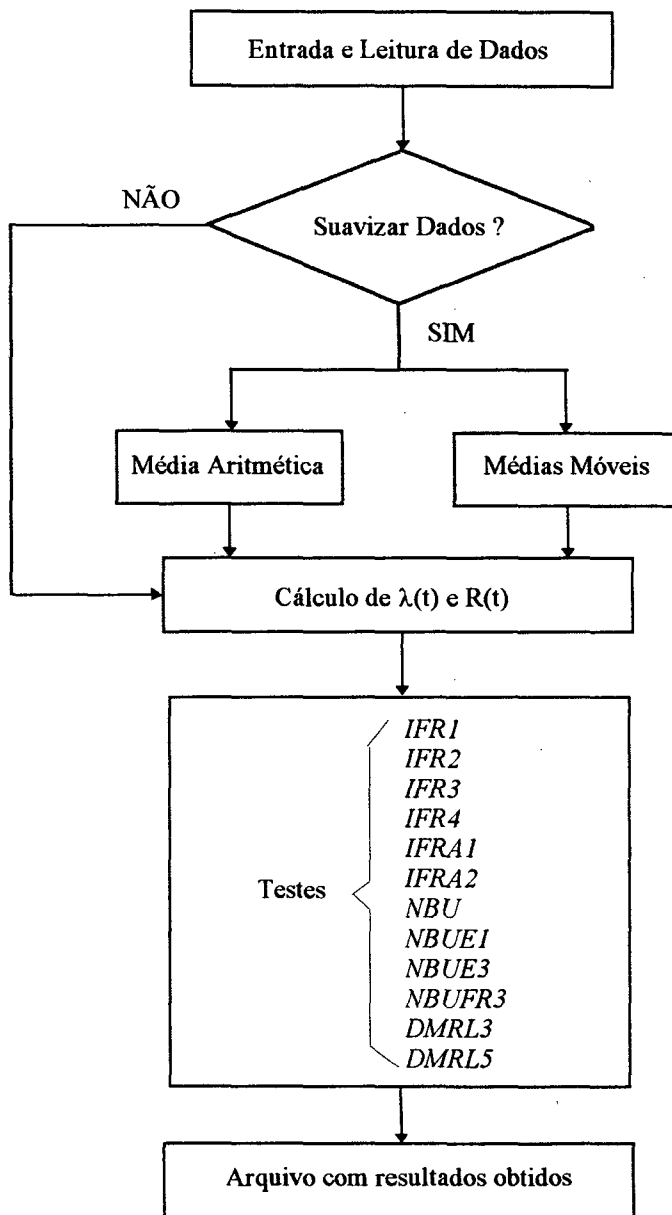 Entrada e Leitura de Dados
NÃO
Suavizar Dados ?
SIM
Média Aritmética
Médias Móveis
Cálculo de λ(t) e R(t)
Testes
IFR1
IFR2
IFR3
IFR4
IFRA1
IFRA2
NBU
NBUE1
NBUE3
NBUFR3
DMRL3
DMRL5
Arquivo com resultados obtidos